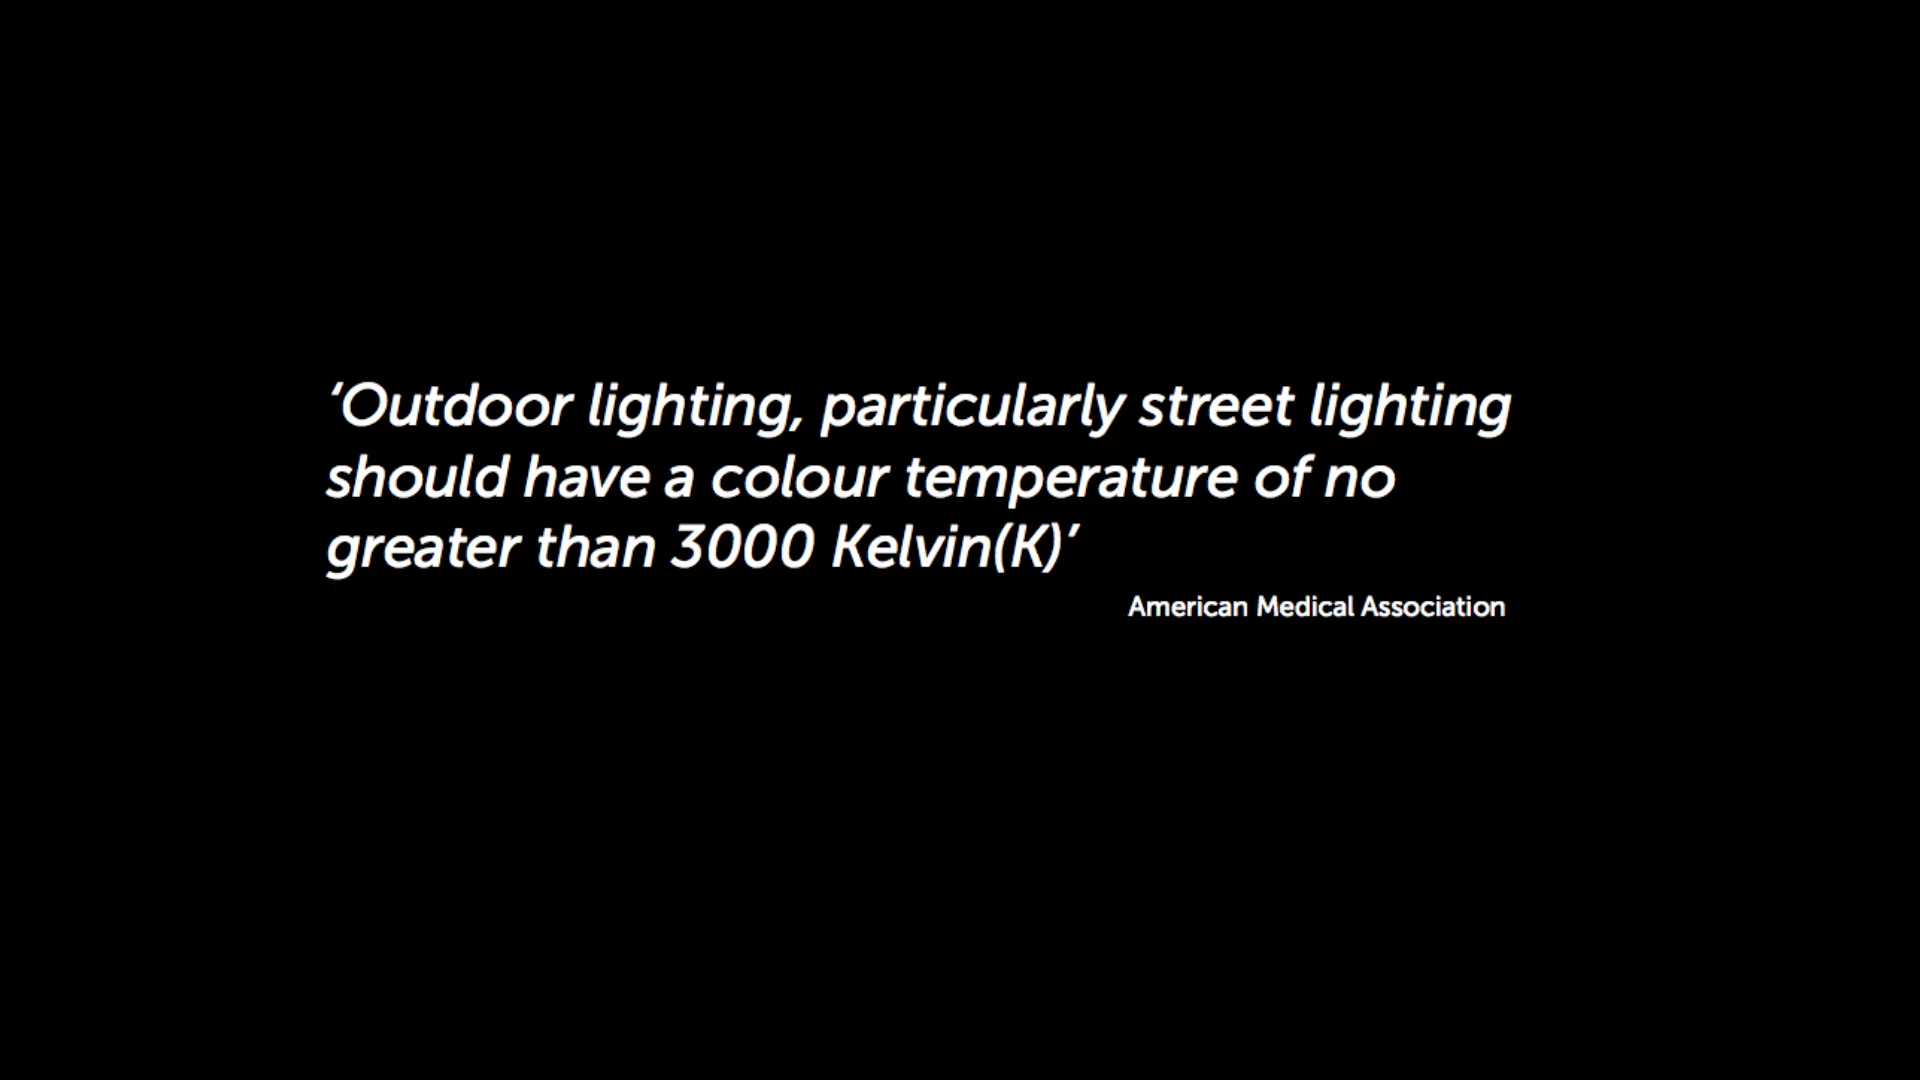 ‘Outdoor lighting, particularly street lighting
should have a colour temperature of no
greater than 3000 Kelvin(K)’
American Medical Association